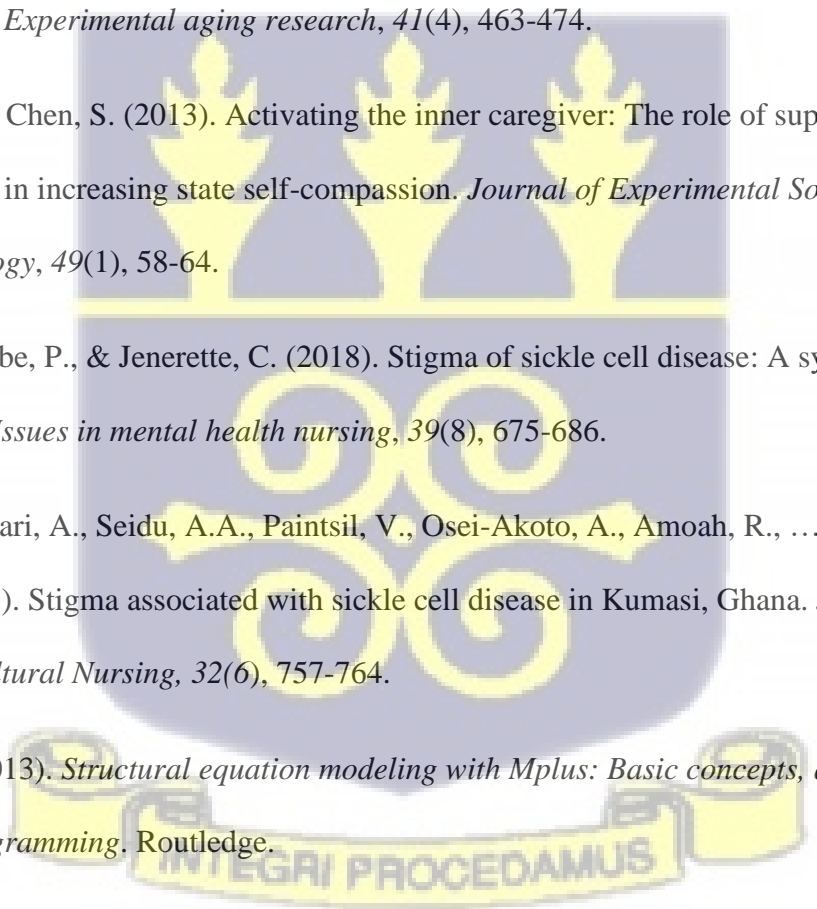 Experimental aging research, 41(4), 463-474.
Chen, S. (2013). Activating the inner caregiver: The role of sup
in increasing state self-compassion. Journal of Experimental So
ogy, 49(1), 58-64.
be, P., & Jenerette, C. (2018). Stigma of sickle cell disease: A sy
Issues in mental health nursing, 39(8), 675-686.
ari, A., Seidu, A.A., Paintsil, V., Osei-Akoto, A., Amoah, R., …
). Stigma associated with sickle cell disease in Kumasi, Ghana.
ltural Nursing, 32(6), 757-764.
013). Structural equation modeling with Mplus: Basic concepts,
gramming. Routledge.
INTEGRI PROCEDAMUS